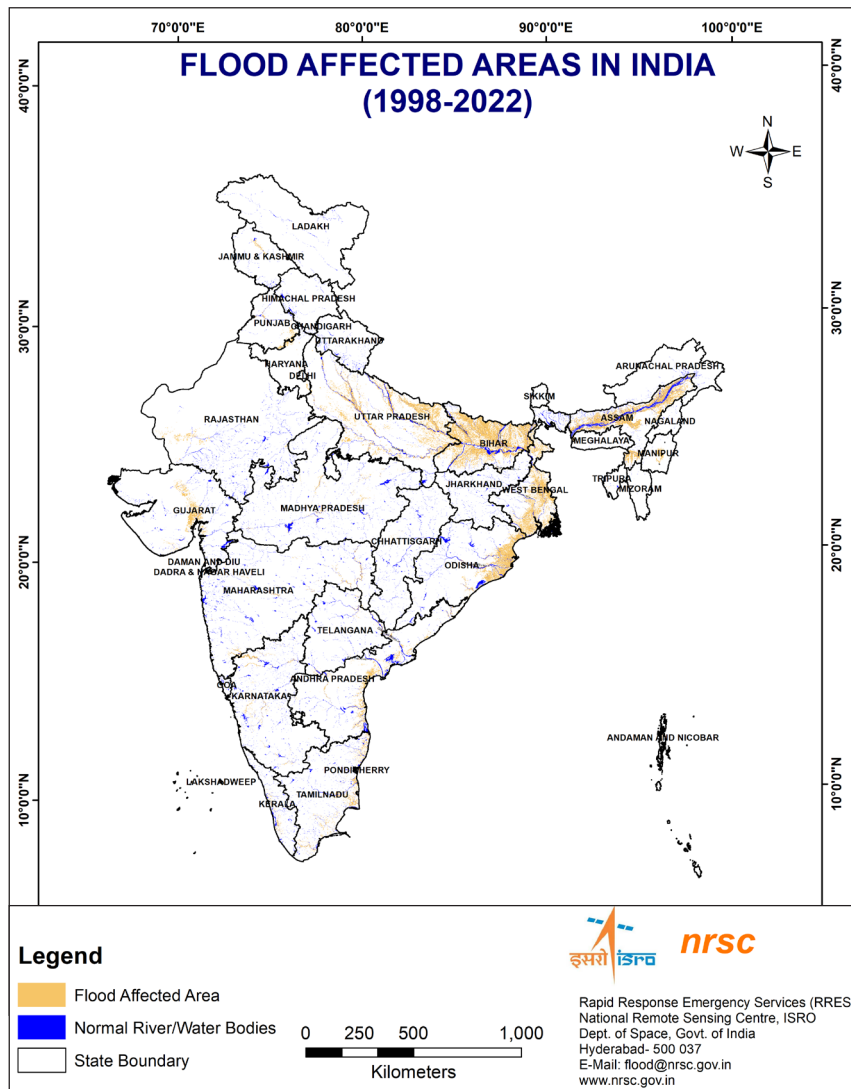 70°0'0"E 80°0'0"E 90°0'0"E 100°0'0"E
FLOOD AFFECTED AREAS IN INDIA
(1998-2022)
40°0'0"N
40°0'0"N
N
W E
S
LADAKH
JAMMU & KASHMIR
HIMACHAL PRADESH
30°0'0"N
30°0'0"N
PUNJAB
CHANDIGARH
UTTARAKHAND
HARYANA
DELHI
ARUNACHAL PRADESH
SIKKIM
RAJASTHAN
UTTAR PRADESH
ASSAM
NAGALAND
BIHAR
MEGHALAYA
MANIPUR
TRIPURA
MIZORAM
JHARKHAND
WEST BENGAL
GUJARAT
MADHYA PRADESH
CHHATTISGARH
20°0'0"N
20°0'0"N
DAMAN AND DIU
DADRA & NAGAR HAVELI
ODISHA
MAHARASHTRA
TELANGANA
GOA
KARNATAKA
ANDHRA PRADESH
ANDAMAN AND NICOBAR
10°0'0"N
10°0'0"N
LAKSHADWEEP
PONDICHERRY
KERALA
TAMILNADU
Legend
Flood Affected Area
Normal River/Water Bodies
State Boundary
0 250 500 1,000
Kilometers
इसरो isro
nrsc
Rapid Response Emergency Services (RRES
National Remote Sensing Centre, ISRO
Dept. of Space, Govt. of India
Hyderabad- 500 037
E-Mail: flood@nrsc.gov.in
www.nrsc.gov.in